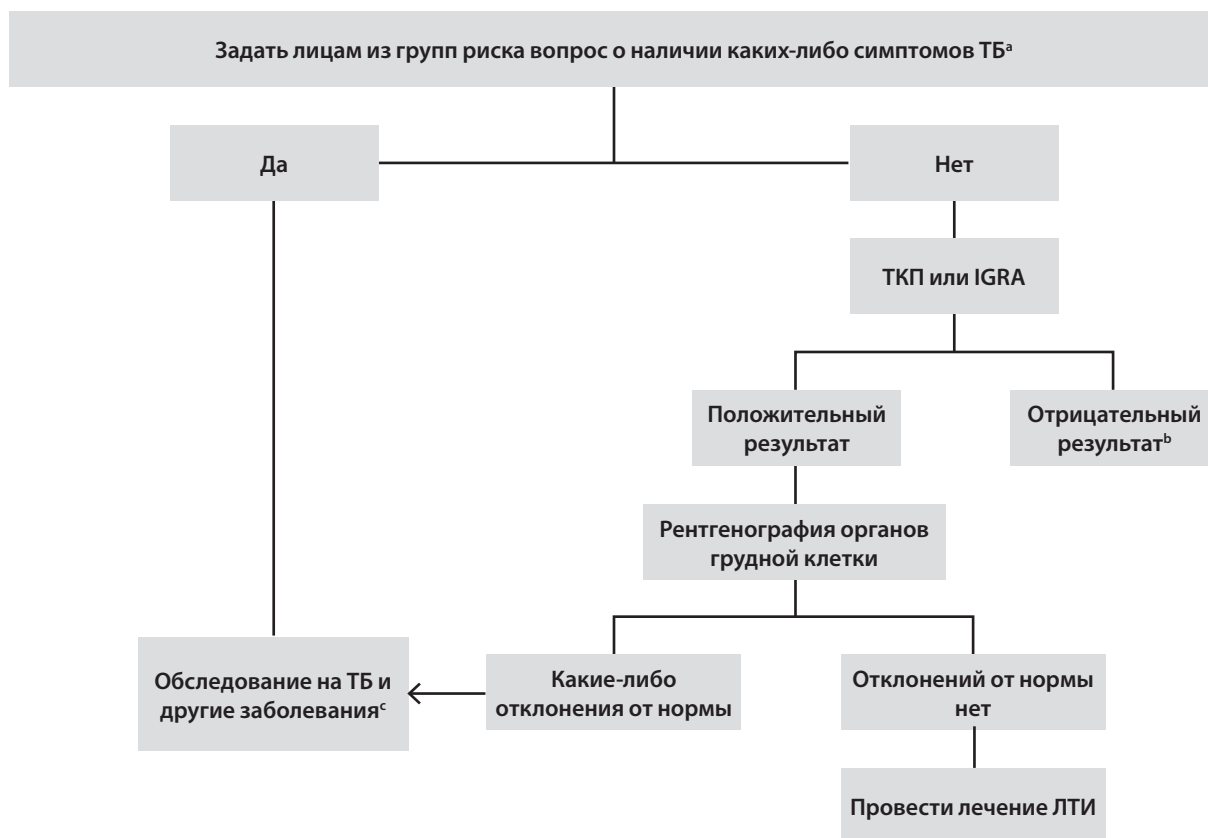 Задать лицам из групп риска вопрос о наличии каких-либо симптомов ТБᵃ
Да
Нет
ТКП или IGRA
Положительный
результат
Отрицательный
результатᵇ
Рентгенография органов
грудной клетки
Обследование на ТБ и
другие заболеванияᶜ
Какие-либо
отклонения от нормы
Отклонений от нормы
нет
Провести лечение ЛТИ